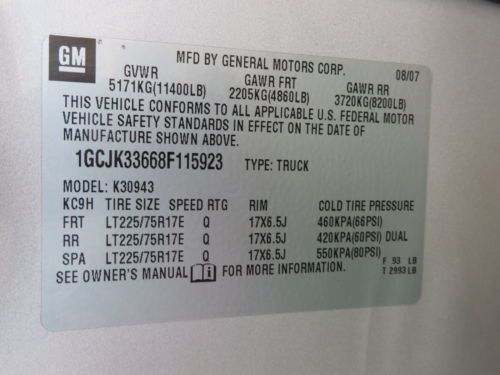 GM
MFD BY GENERAL MOTORS CORP. 08/07
GVWR GAWR FRT GAWR RR
5171KG(11400LB) 2205KG(4860LB) 3720KG(8200LB)
THIS VEHICLE CONFORMS TO ALL APPLICABLE U.S. FEDERAL MOTOR
VEHICLE SAFETY STANDARDS IN EFFECT ON THE DATE OF
MANUFACTURE SHOWN ABOVE.
1GCJK33668F115923 TYPE: TRUCK
MODEL: K30943
KC9H TIRE SIZE SPEED RTG RIM COLD TIRE PRESSURE
FRT LT225/75R17E Q 17X6.5J 460KPA(66PSI)
RR LT225/75R17E Q 17X6.5J 420KPA(60PSI) DUAL
SPA LT225/75R17E Q 17X6.5J 550KPA(80PSI)
SEE OWNER'S MANUAL FOR MORE INFORMATION.
F 93 LB
T 2993 LB